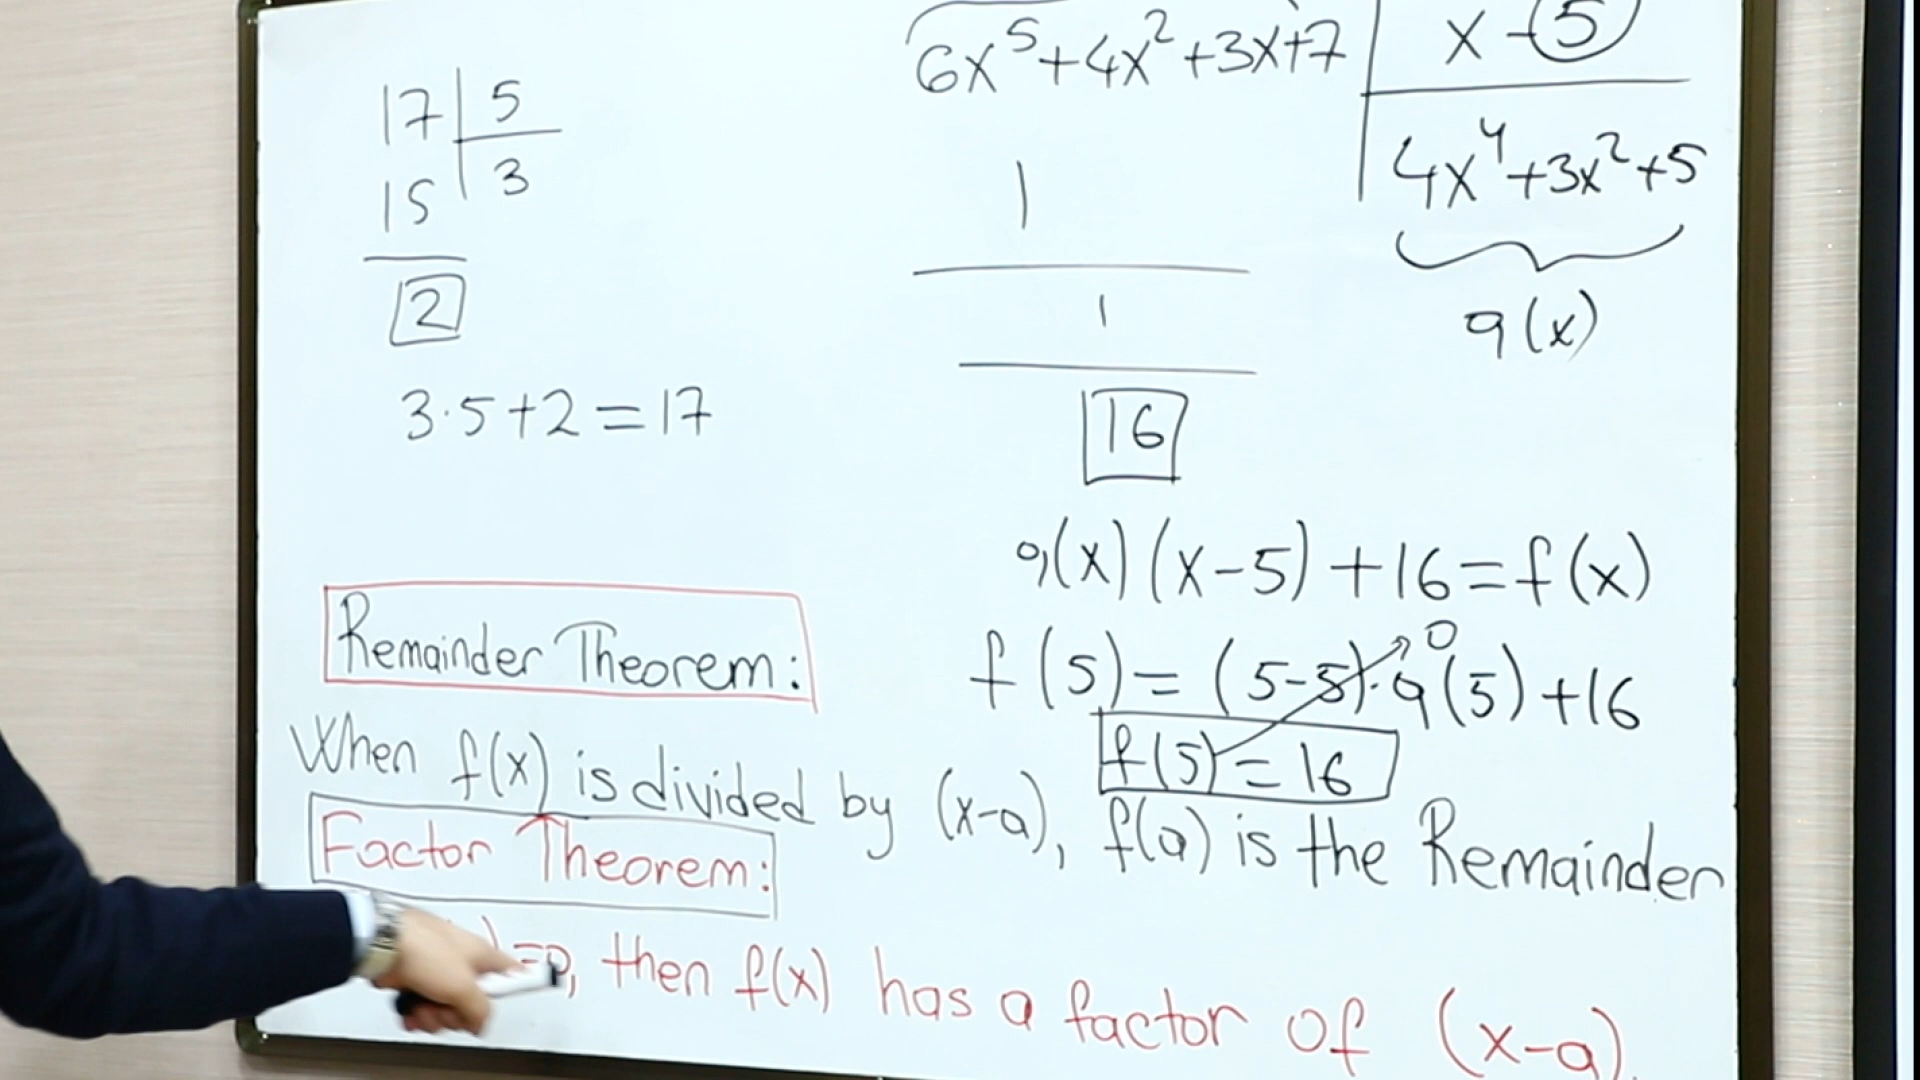 17 5
15 3
2
3·5+2=17
6x⁵+4x²+3x+7 x-5
4x⁴+3x²+5
1
1
q(x)
16
q(x)(x-5)+16=f(x)
f(5)=(5-5)·q(5)+16
0
f(5)=16
Remainder Theorem:
When f(x) is divided by (x-a), f(a) is the Remainder
Factor Theorem:
)=0, then f(x) has a factor of (x-a).